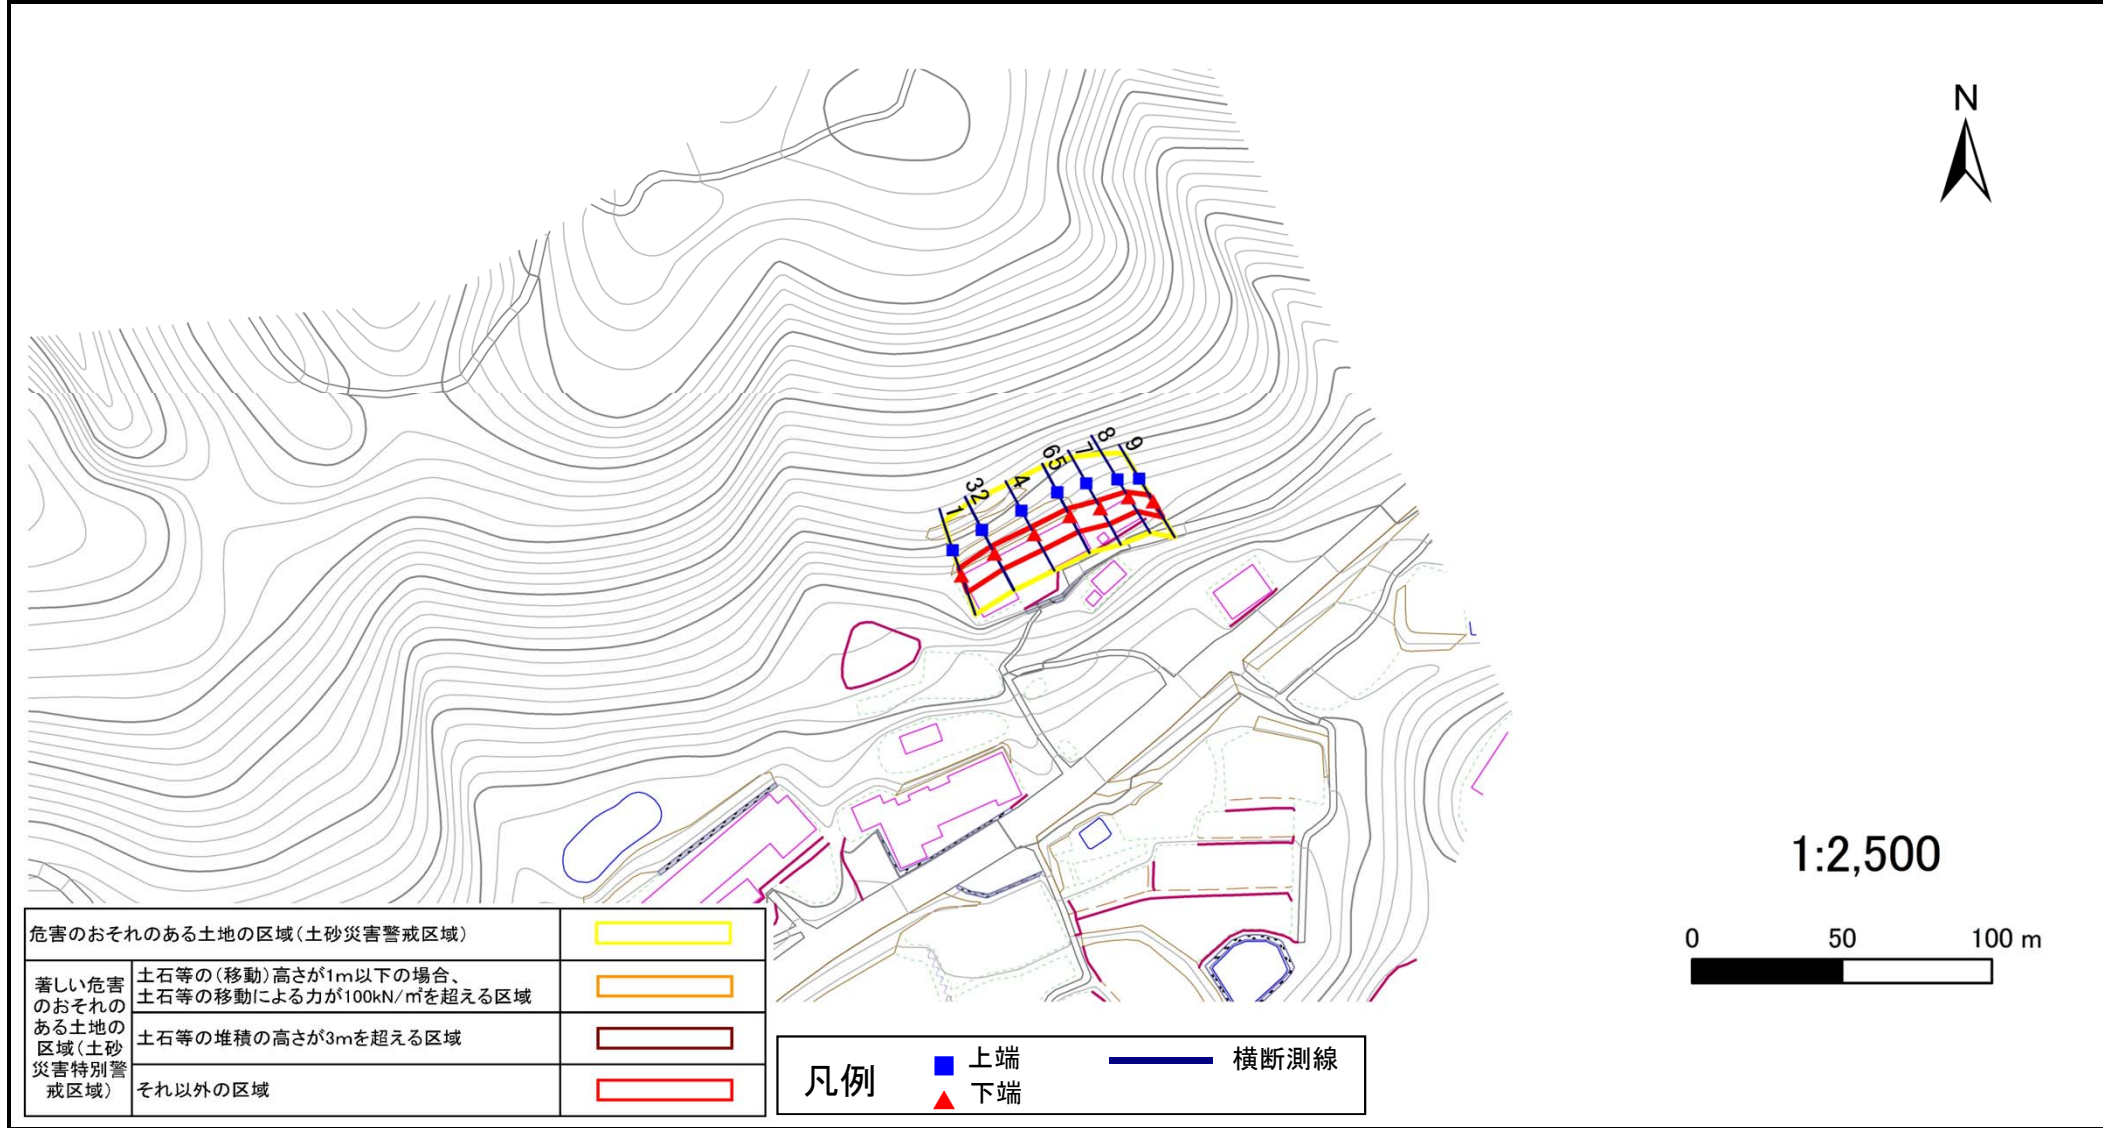 N
8
9
7
65
4
32
1
1:2,500
0 50 100 m
危害のおそれのある土地の区域(土砂災害警戒区域)
著しい危害
のおそれの
ある土地の
区域(土砂
災害特別警
戒区域)
土石等の(移動)高さが1m以下の場合、
土石等の移動による力が100kN/㎡を超える区域
土石等の堆積の高さが3mを超える区域
それ以外の区域
凡例
上端
下端
横断測線